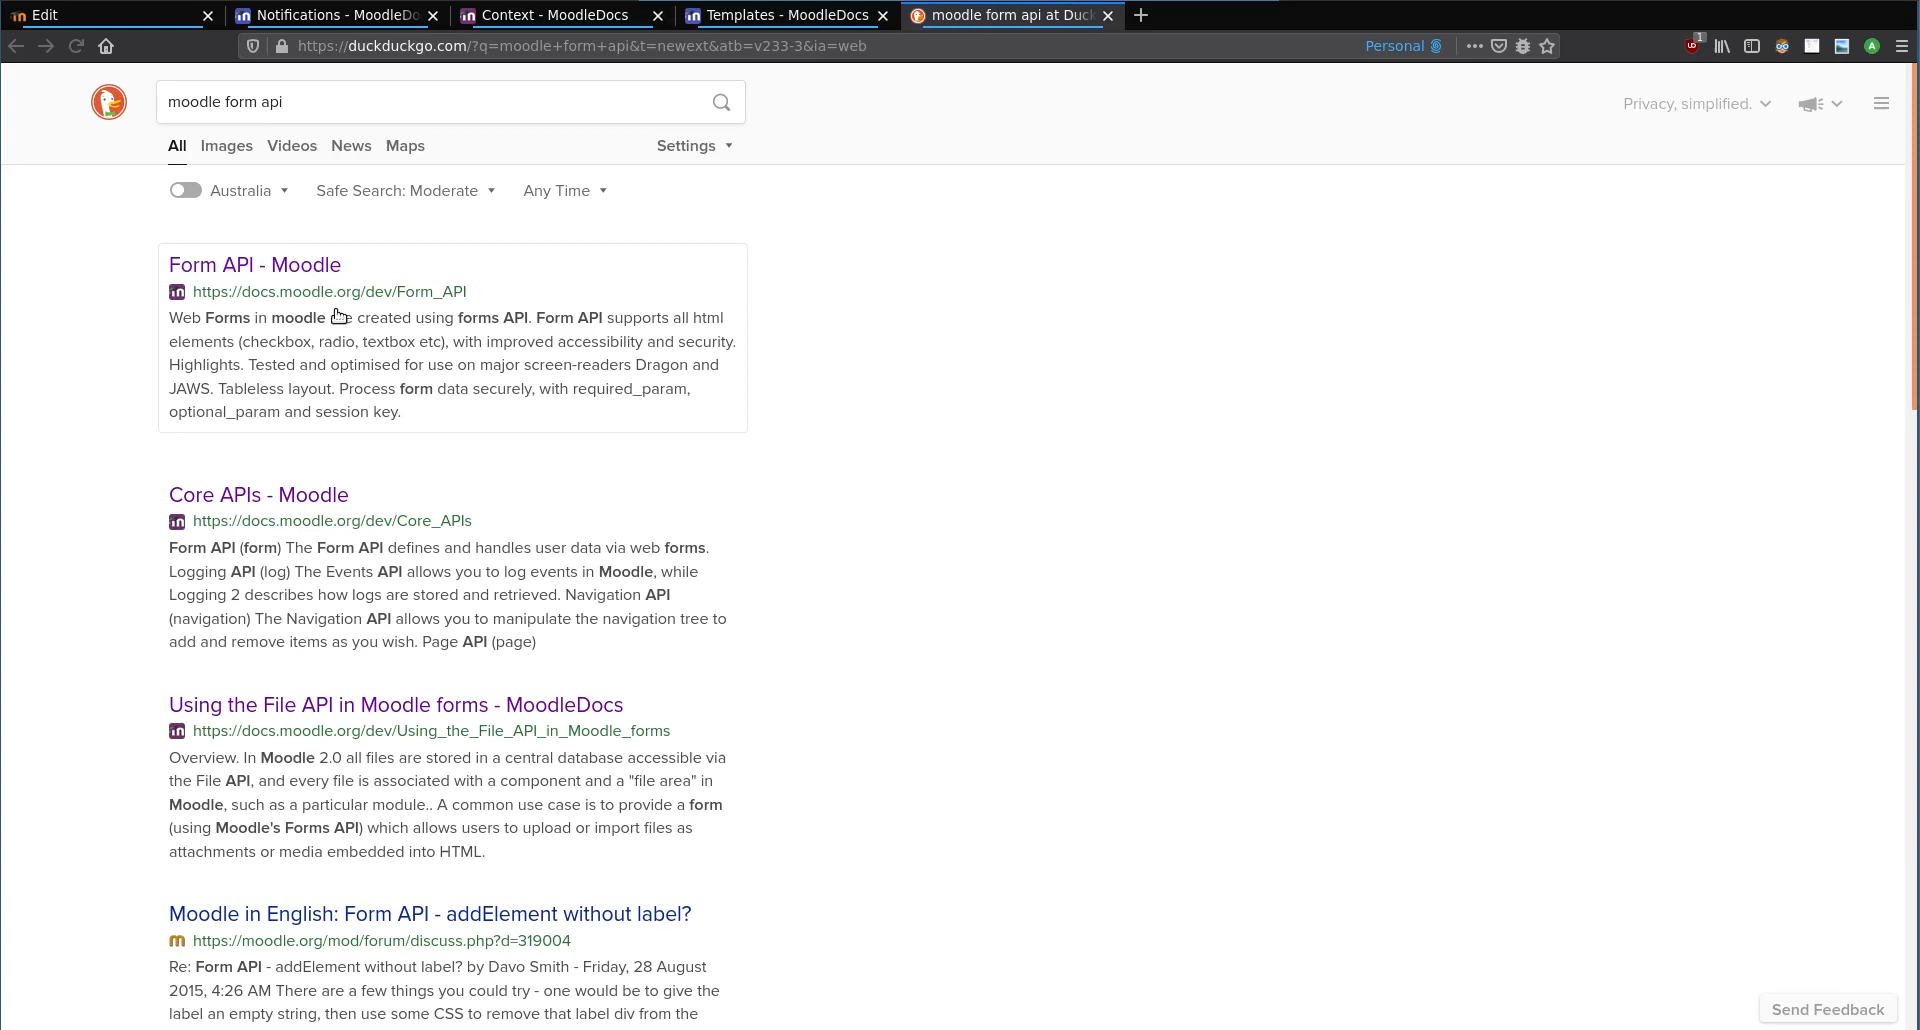 Edit
Notifications - MoodleDo
Context - MoodleDocs
Templates - MoodleDocs
moodle form api at Duck
https://duckduckgo.com/?q=moodle+form+api&t=newext&atb=v233-3&ia=web
Personal
1
moodle form api
Privacy, simplified.
All Images Videos News Maps
Settings
Australia
Safe Search: Moderate
Any Time
Form API - Moodle
https://docs.moodle.org/dev/Form_API
Web Forms in moodle e created using forms API. Form API supports all html
elements (checkbox, radio, textbox etc), with improved accessibility and security.
Highlights. Tested and optimised for use on major screen-readers Dragon and
JAWS. Tableless layout. Process form data securely, with required_param,
optional_param and session key.
Core APIs - Moodle
https://docs.moodle.org/dev/Core_APIs
Form API (form) The Form API defines and handles user data via web forms.
Logging API (log) The Events API allows you to log events in Moodle, while
Logging 2 describes how logs are stored and retrieved. Navigation API
(navigation) The Navigation API allows you to manipulate the navigation tree to
add and remove items as you wish. Page API (page)
Using the File API in Moodle forms - MoodleDocs
https://docs.moodle.org/dev/Using_the_File_API_in_Moodle_forms
Overview. In Moodle 2.0 all files are stored in a central database accessible via
the File API, and every file is associated with a component and a "file area" in
Moodle, such as a particular module.. A common use case is to provide a form
(using Moodle's Forms API) which allows users to upload or import files as
attachments or media embedded into HTML.
Moodle in English: Form API - addElement without label?
https://moodle.org/mod/forum/discuss.php?d=319004
Re: Form API - addElement without label? by Davo Smith - Friday, 28 August
2015, 4:26 AM There are a few things you could try - one would be to give the
label an empty string, then use some CSS to remove that label div from the
Send Feedback